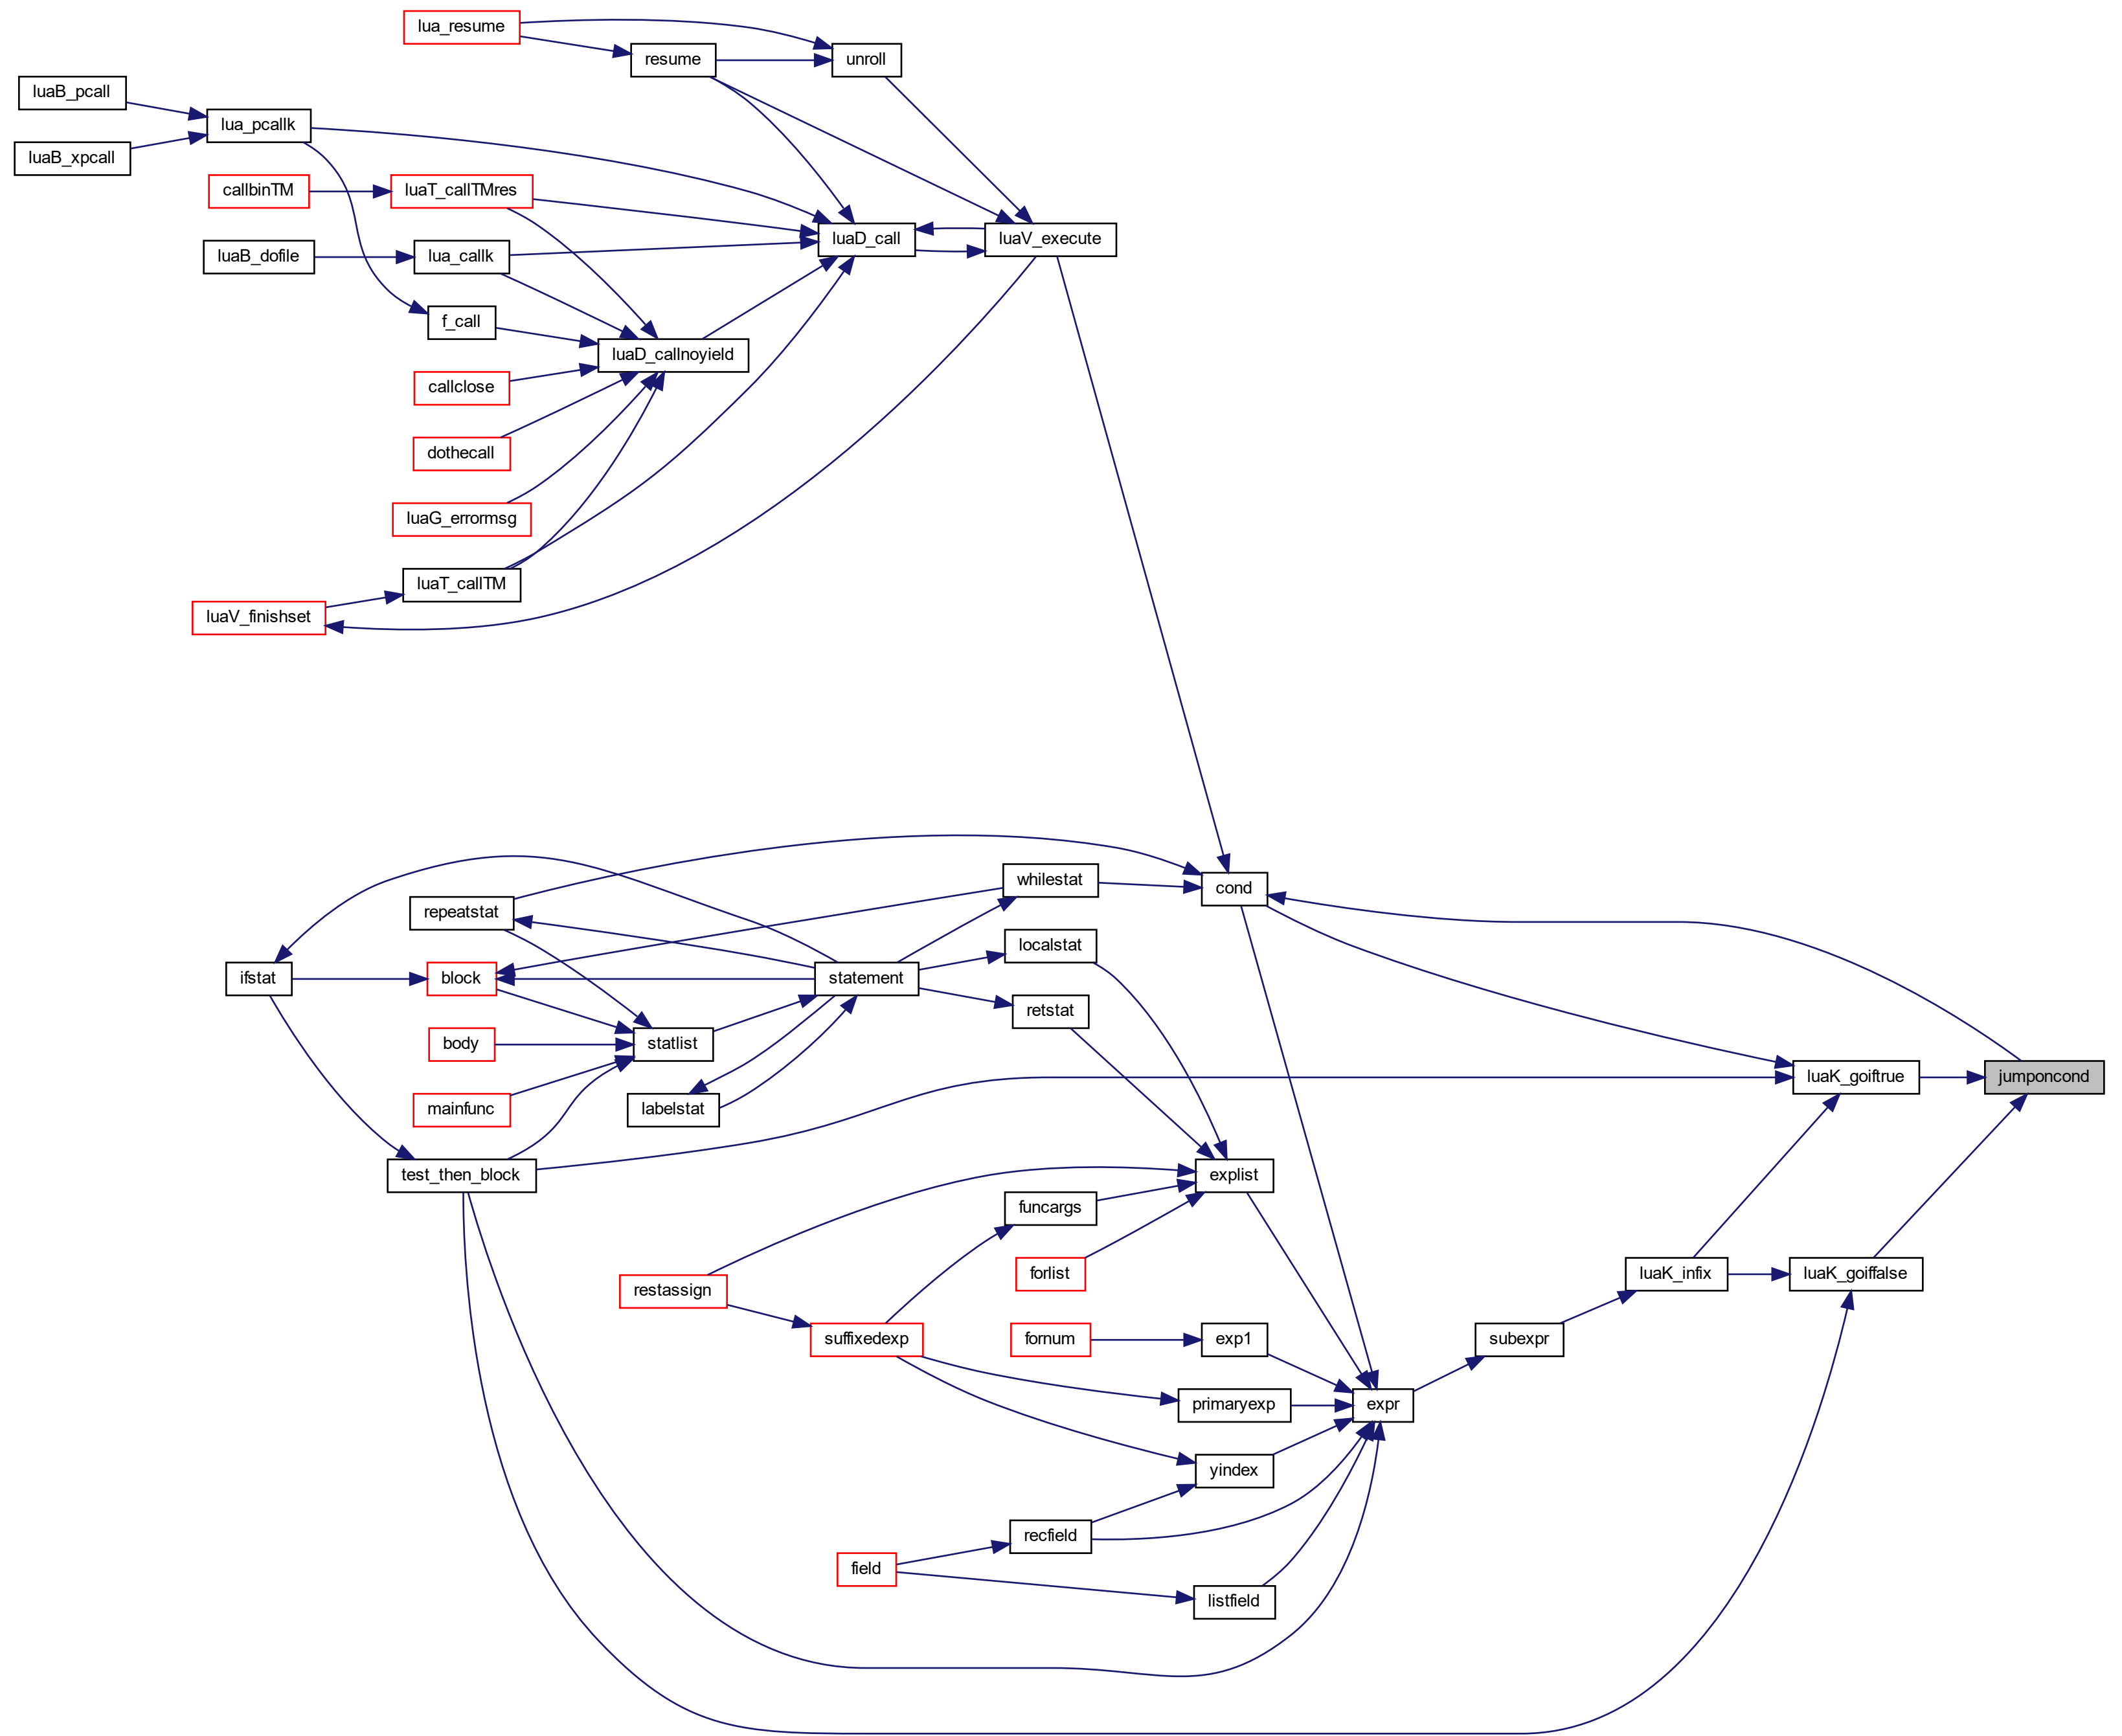 lua_resume
resume
unroll
luaB_pcall
lua_pcallk
luaB_xpcall
callbinTM
luaT_callTMres
luaD_call
luaV_execute
luaB_dofile
lua_callk
f_call
luaD_callnoyield
callclose
dothecall
luaG_errormsg
luaT_callTM
luaV_finishset
whilestat
cond
repeatstat
localstat
ifstat
block
statement
retstat
body
statlist
luaK_goiftrue
jumponcond
mainfunc
labelstat
test_then_block
explist
funcargs
forlist
luaK_infix
luaK_goiffalse
restassign
suffixedexp
fornum
exp1
subexpr
primaryexp
expr
yindex
recfield
field
listfield